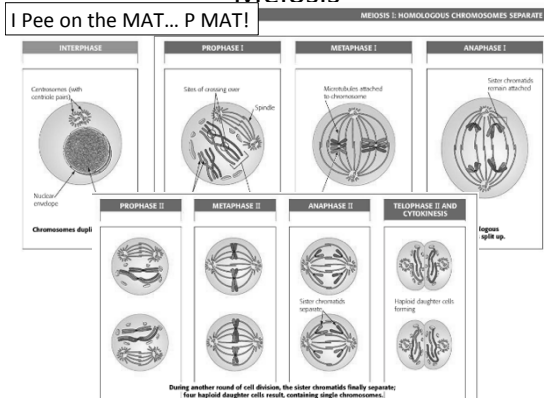 Meiosis
I Pee on the MAT... P MAT!
MEIOSIS I: HOMOLOGOUS CHROMOSOMES SEPARATE
INTERPHASE
PROPHASE I
METAPHASE I
ANAPHASE I
Centrosomes (with
centriole pairs)
Nuclear
envelope
Sites of crossing over
Spindle
Microtubules attached
to chromosome
Sister chromatids
remain attached
Chromosomes dupli
logous
split up.
PROPHASE II
METAPHASE II
ANAPHASE II
TELOPHASE II AND
CYTOKINESIS
Sister chromatids
separate
Haploid daughter cells
forming
During another round of cell division, the sister chromatids finally separate;
four haploid daughter cells result, containing single chromosomes.